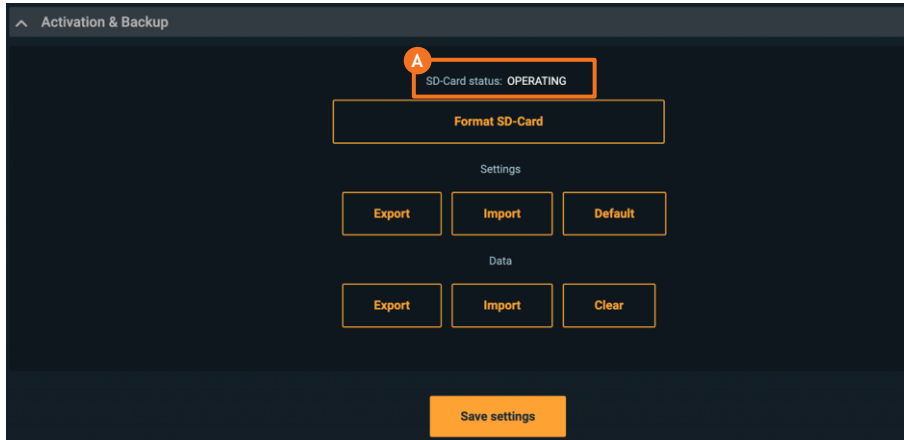 Activation & Backup
A
SD-Card status: OPERATING
Format SD-Card
Settings
Export Import Default
Data
Export Import Clear
Save settings